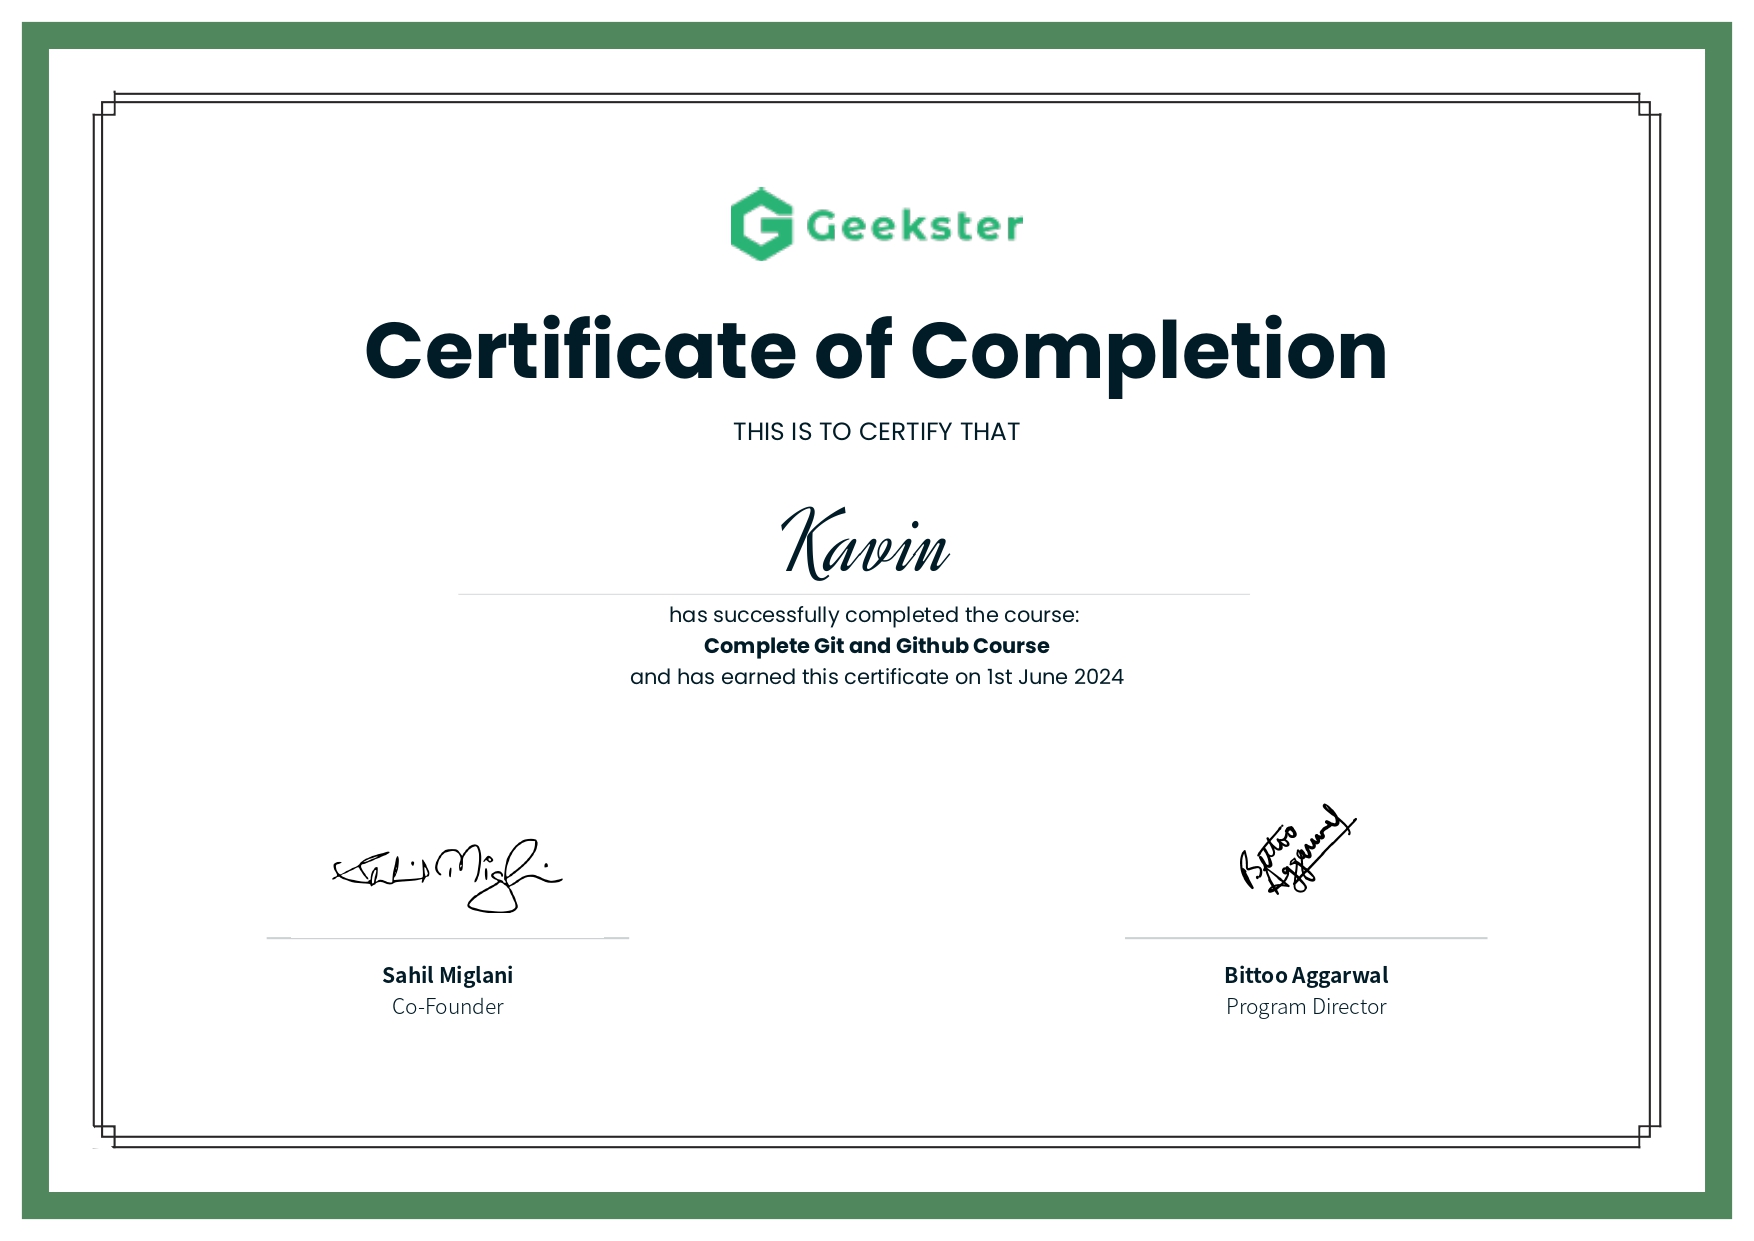 Geekster
Certificate of Completion
THIS IS TO CERTIFY THAT
Kavin
has successfully completed the course:
Complete Git and Github Course
and has earned this certificate on 1st June 2024
Sahil Miglani
Bittoo
Aggarwal
Sahil Miglani
Co-Founder
Bittoo Aggarwal
Program Director